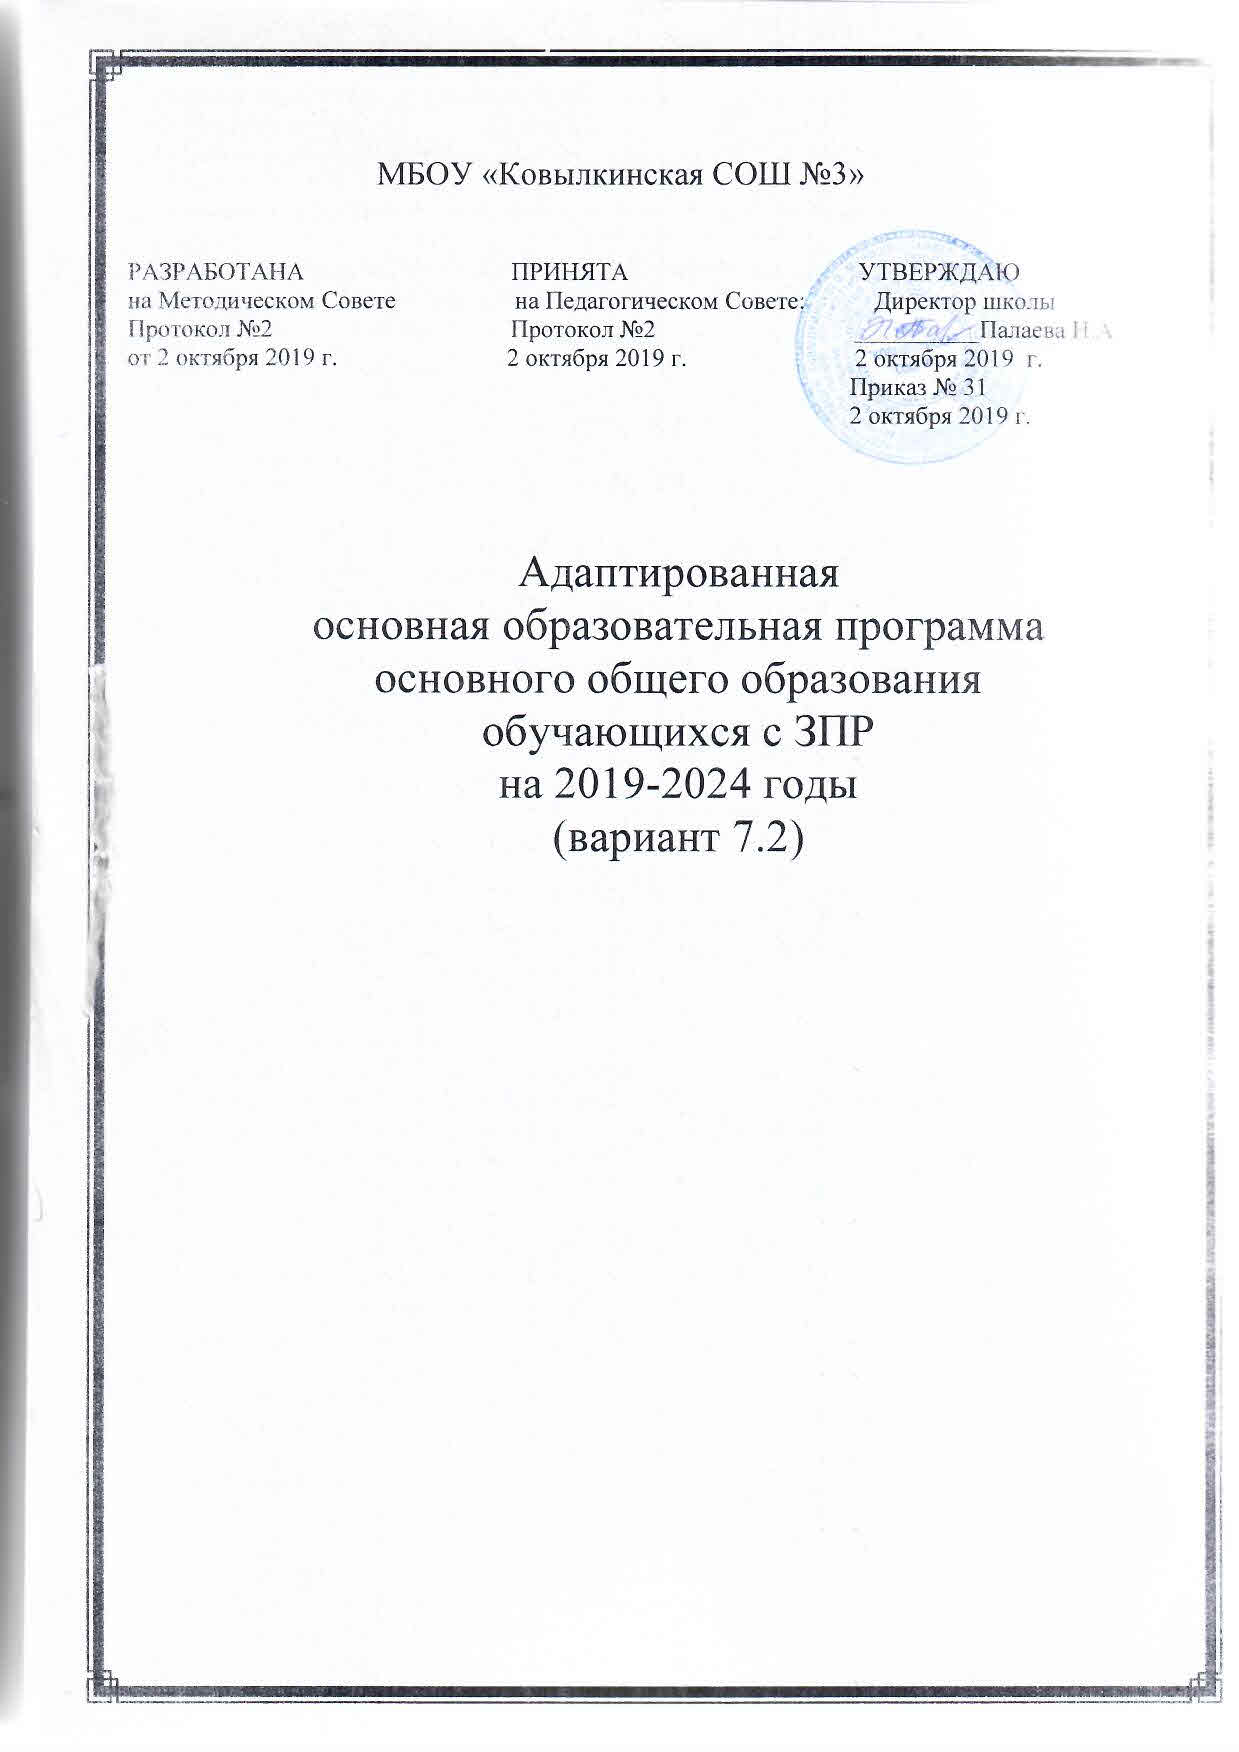 МБОУ «Ковылкинская СОШ №3»
РАЗРАБОТАНА
на Методическом Совете
Протокол №2
от 2 октября 2019 г.
ПРИНЯТА
на Педагогическом Совете:
Протокол №2
2 октября 2019 г.
УТВЕРЖДАЮ
Директор школы
Палаева Н.А
2 октября 2019 г.
Приказ № 31
2 октября 2019 г.
Адаптированная
основная образовательная программа
основного общего образования
обучающихся с ЗПР
на 2019-2024 годы
(вариант 7.2)